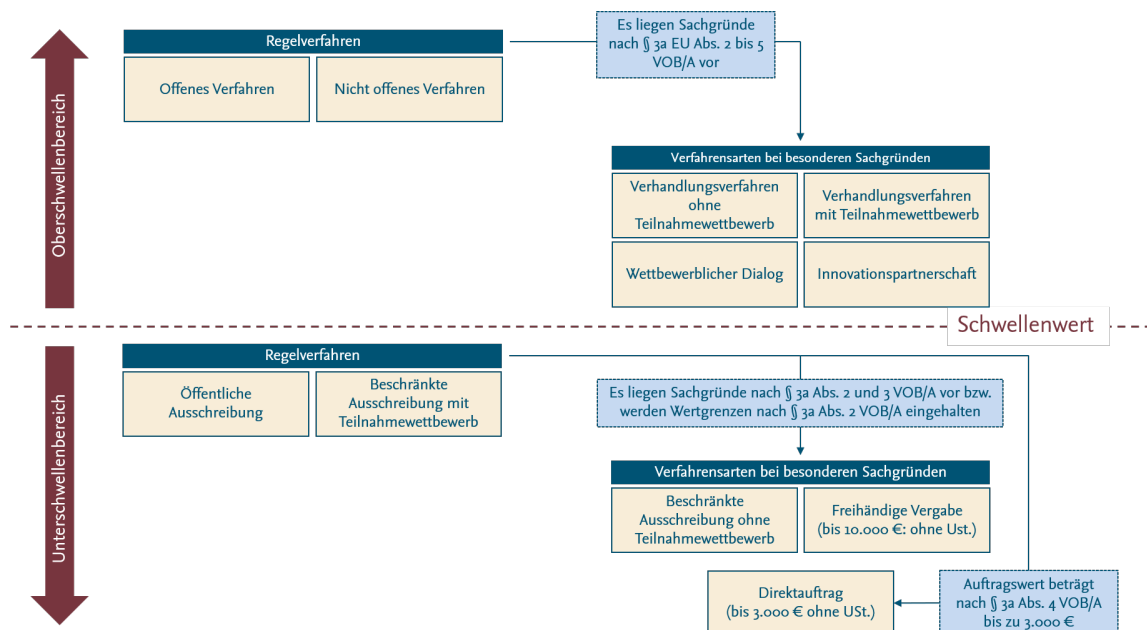 Oberschwellenbereich
Regelverfahren
Offenes Verfahren
Nicht offenes Verfahren
Es liegen Sachgründe
nach § 3a EU Abs. 2 bis 5
VOB/A vor
Verfahrensarten bei besonderen Sachgründen
Verhandlungsverfahren
ohne
Teilnahmewettbewerb
Verhandlungsverfahren
mit Teilnahmewettbewerb
Wettbewerblicher Dialog
Innovationspartnerschaft
Schwellenwert
Unterschwellenbereich
Regelverfahren
Öffentliche
Ausschreibung
Beschränkte
Ausschreibung mit
Teilnahmewettbewerb
Es liegen Sachgründe nach § 3a Abs. 2 und 3 VOB/A vor bzw.
werden Wertgrenzen nach § 3a Abs. 2 VOB/A eingehalten
Verfahrensarten bei besonderen Sachgründen
Beschränkte
Ausschreibung ohne
Teilnahmewettbewerb
Freihändige Vergabe
(bis 10.000 €: ohne Ust.)
Direktauftrag
(bis 3.000 € ohne USt.)
Auftragswert beträgt
nach § 3a Abs. 4 VOB/A
bis zu 3.000 €